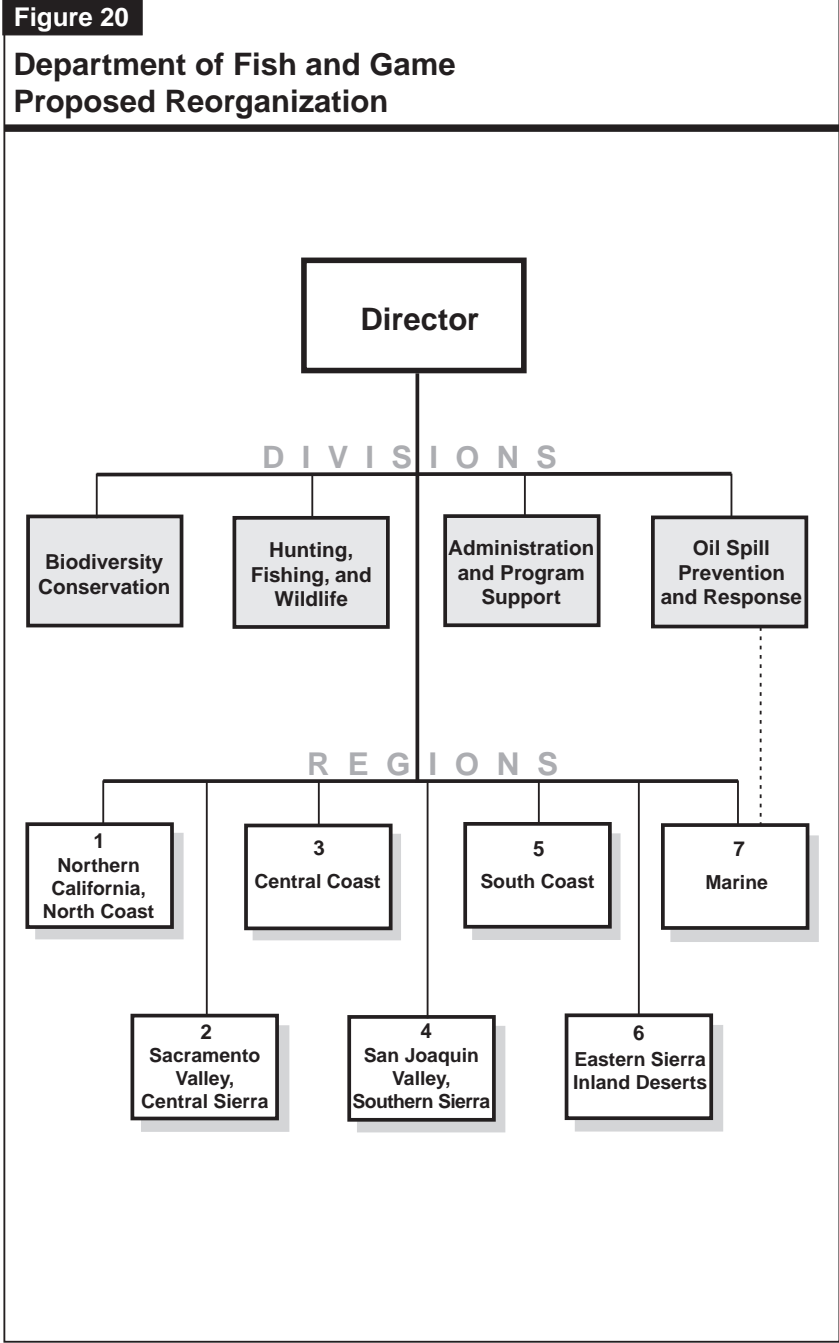 Figure 20
Department of Fish and Game
Proposed Reorganization
Director
DIVISIONS
Biodiversity
Conservation
Hunting,
Fishing, and
Wildlife
Administration
and Program
Support
Oil Spill
Prevention
and Response
REGIONS
1
Northern
California,
North Coast
3
Central Coast
5
South Coast
7
Marine
2
Sacramento
Valley,
Central Sierra
4
San Joaquin
Valley,
Southern Sierra
6
Eastern Sierra
Inland Deserts